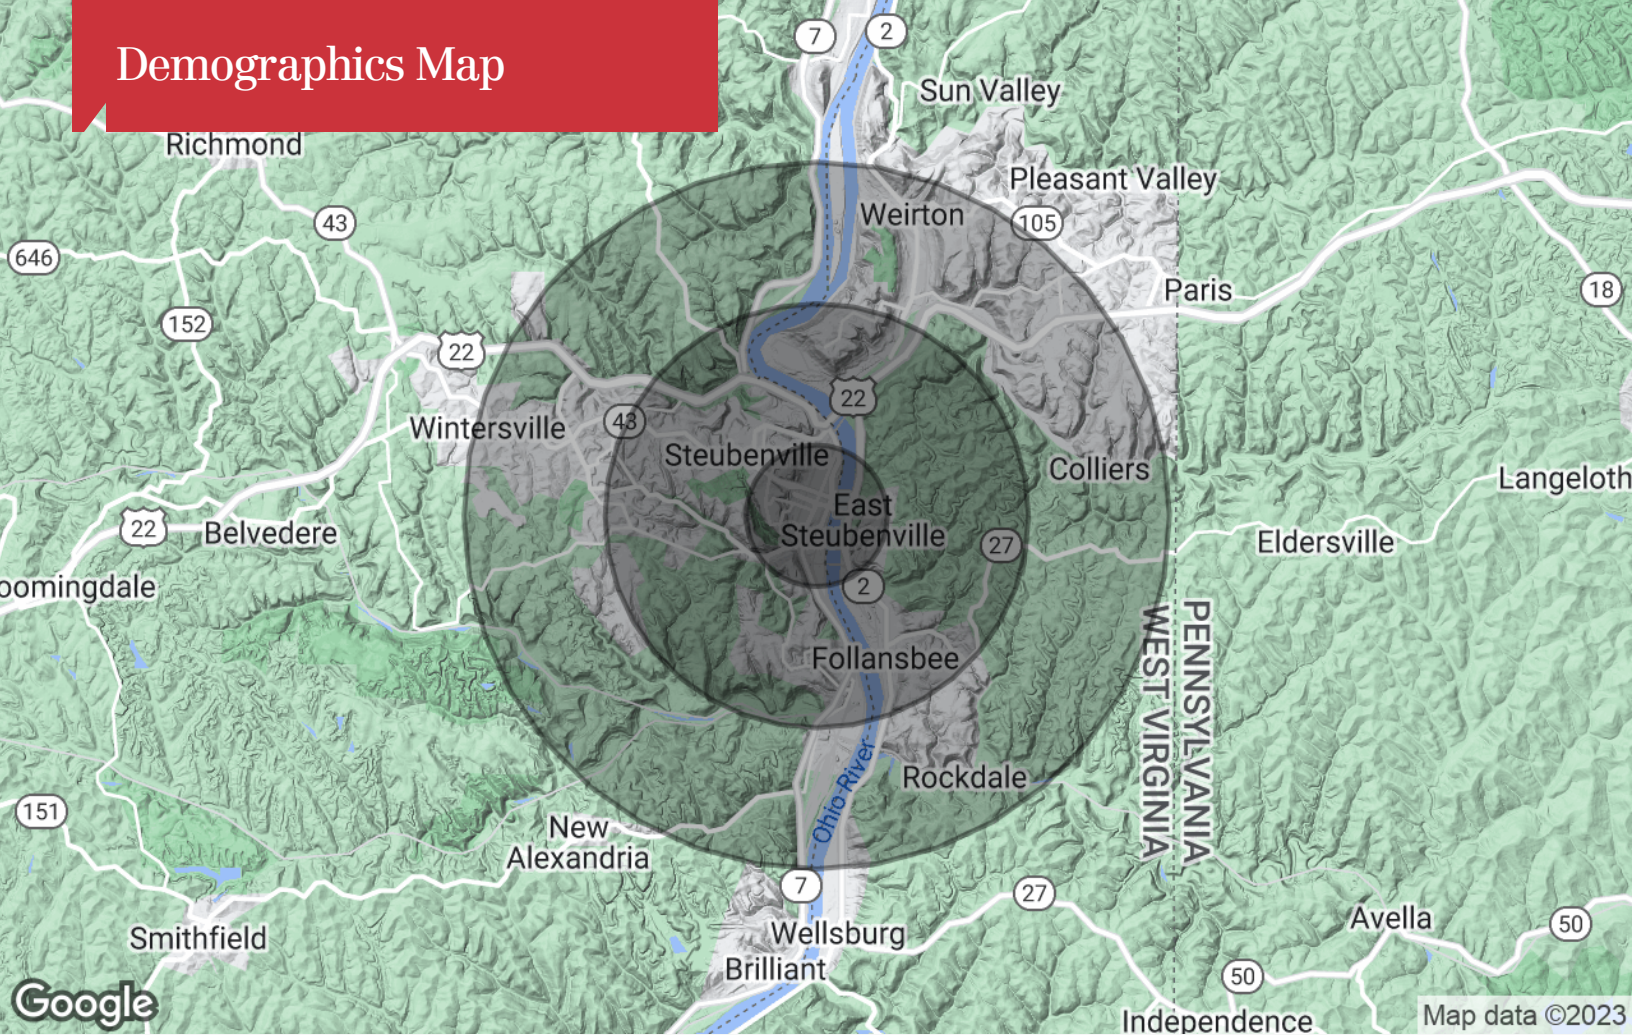 Demographics Map
7
2
Sun Valley
Richmond
Pleasant Valley
Weirton
43
105
646
Paris
18
152
22
22
Wintersville
43
Steubenville
Colliers
Langeloth
East
Steubenville
22
Belvedere
27
Eldersville
2
oomingdale
PENNSYLVANIA
WEST VIRGINIA
Follansbee
Rockdale
Ohio River
151
New
Alexandria
7
27
Smithfield
Wellsburg
Avella
50
Brilliant
50
Google
Independence
Map data ©2023